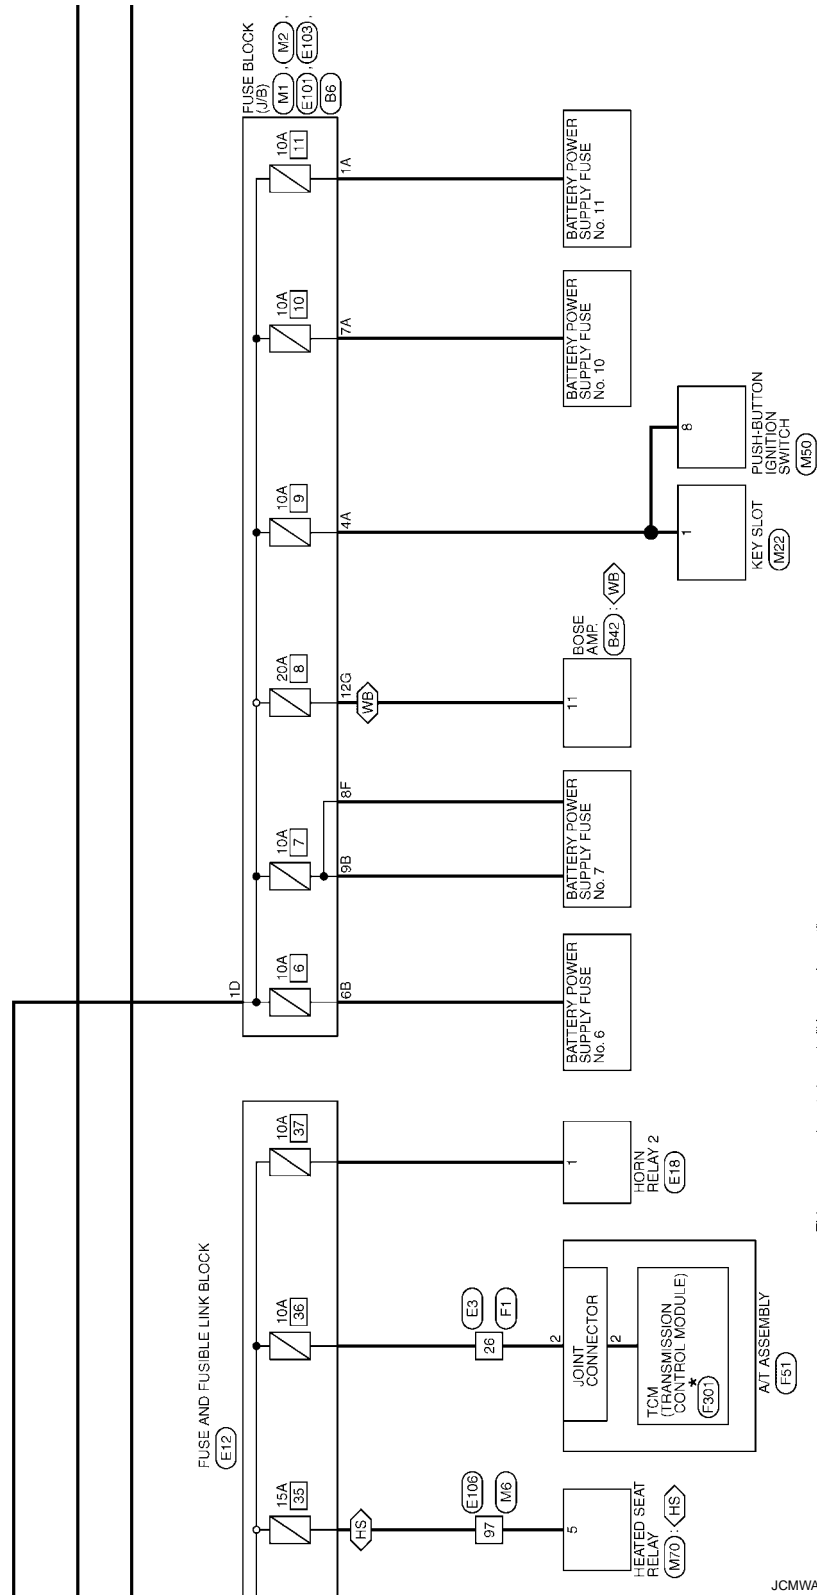 FUSE AND FUSIBLE LINK BLOCK
E12
15A
35
HS
E106
97
M6
5
HEATED SEAT
RELAY
M70 : HS
10A
36
E3
26
F1
2
JOINT
CONNECTOR
2
TCM
(TRANSMISSION
CONTROL MODULE)
*
F301
A/T ASSEMBLY
F51
10A
37
1
HORN
RELAY 2
E18
FUSE BLOCK
(J/B)
M1 , M2 ,
E101 , E103 ,
B6
1D
10A
6
6B
BATTERY POWER
SUPPLY FUSE
No. 6
10A
7
9B
8F
BATTERY POWER
SUPPLY FUSE
No. 7
20A
8
12G
WB
11
BOSE
AMP.
B42 : WB
10A
9
4A
1
KEY SLOT
M22
8
PUSH-BUTTON
IGNITION
SWITCH
M50
10A
10
7A
BATTERY POWER
SUPPLY FUSE
No. 10
10A
11
1A
BATTERY POWER
SUPPLY FUSE
No. 11
JCMWA